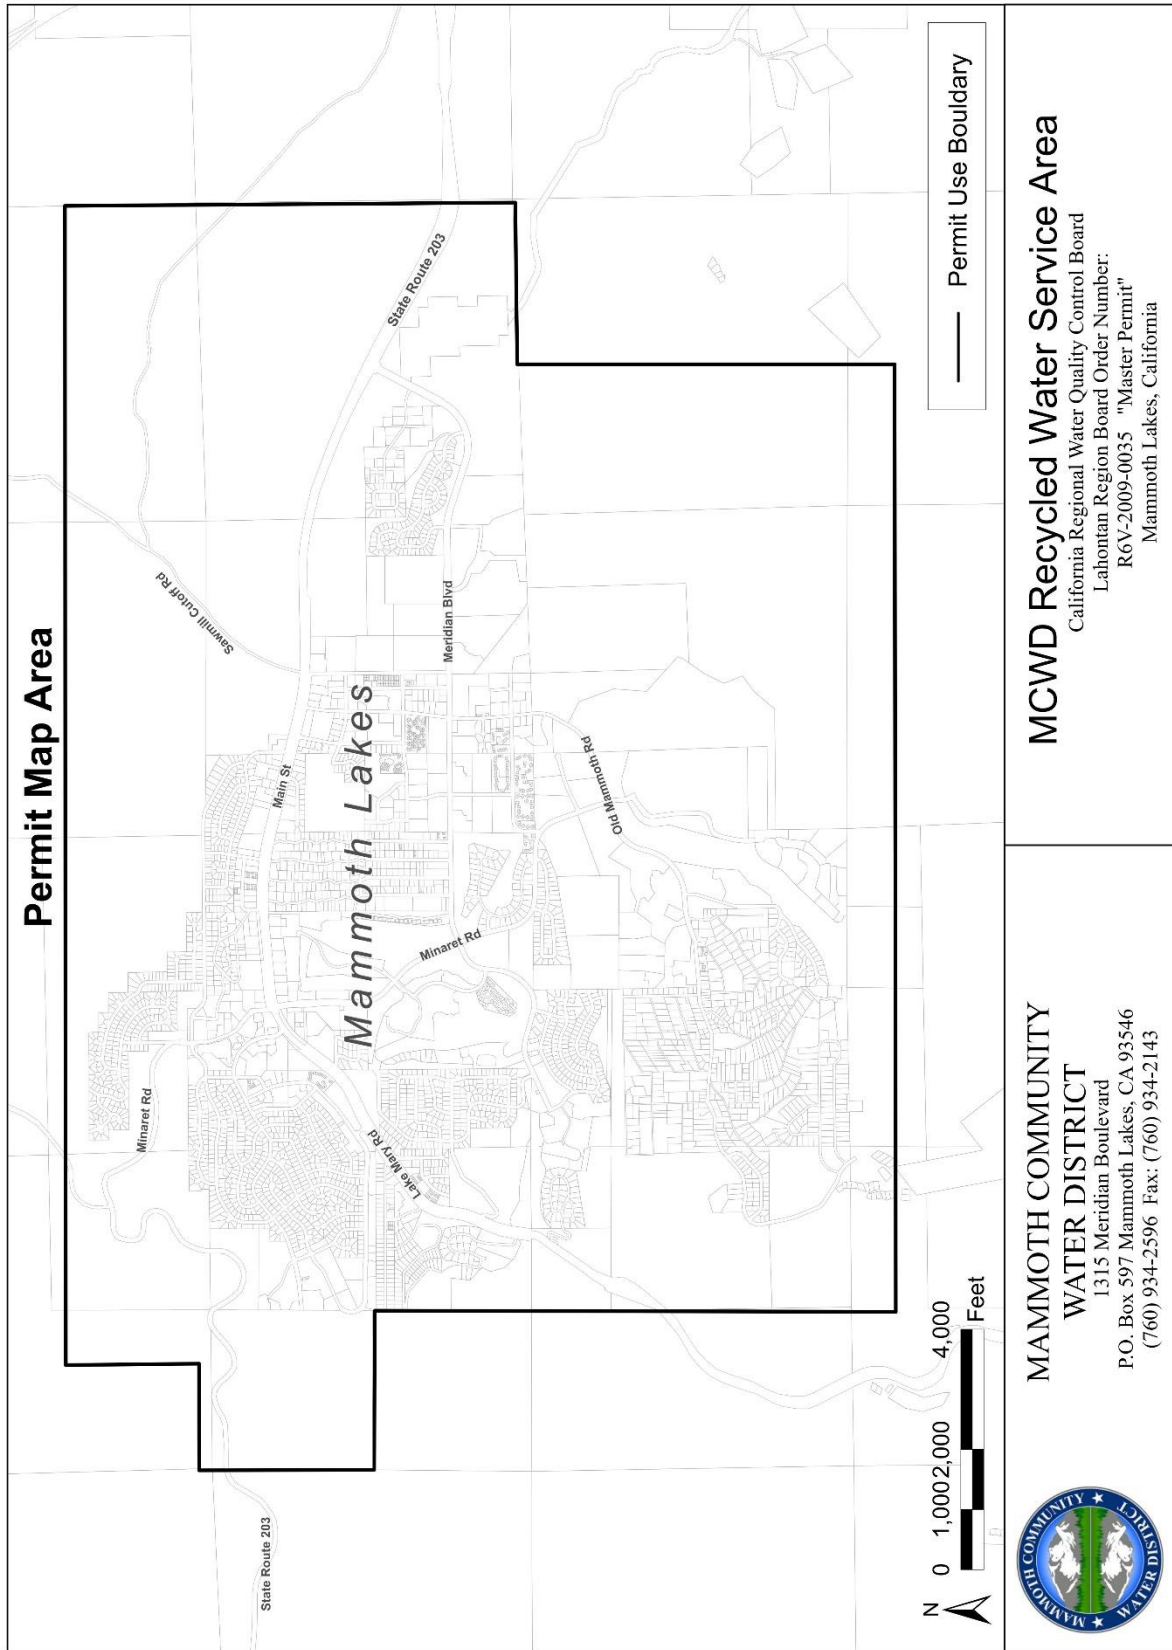 Permit Map Area
State Route 203
Minaret Rd
Lake Mary Rd
Minaret Rd
Mammoth Lakes
Main St
Sawmill Cutoff Rd
Meridian Blvd
Old Mammoth Rd
State Route 203
N
0 1,000 2,000 4,000
Feet
Permit Use Bouldary
MAMMOTH COMMUNITY
WATER DISTRICT
MAMMOTH COMMUNITY
WATER DISTRICT
1315 Meridian Boulevard
P.O. Box 597 Mammoth Lakes, CA 93546
(760) 934-2596 Fax: (760) 934-2143
MCWD Recycled Water Service Area
California Regional Water Quality Control Board
Lahontan Region Board Order Number:
R6V-2009-0035 "Master Permit"
Mammoth Lakes, California